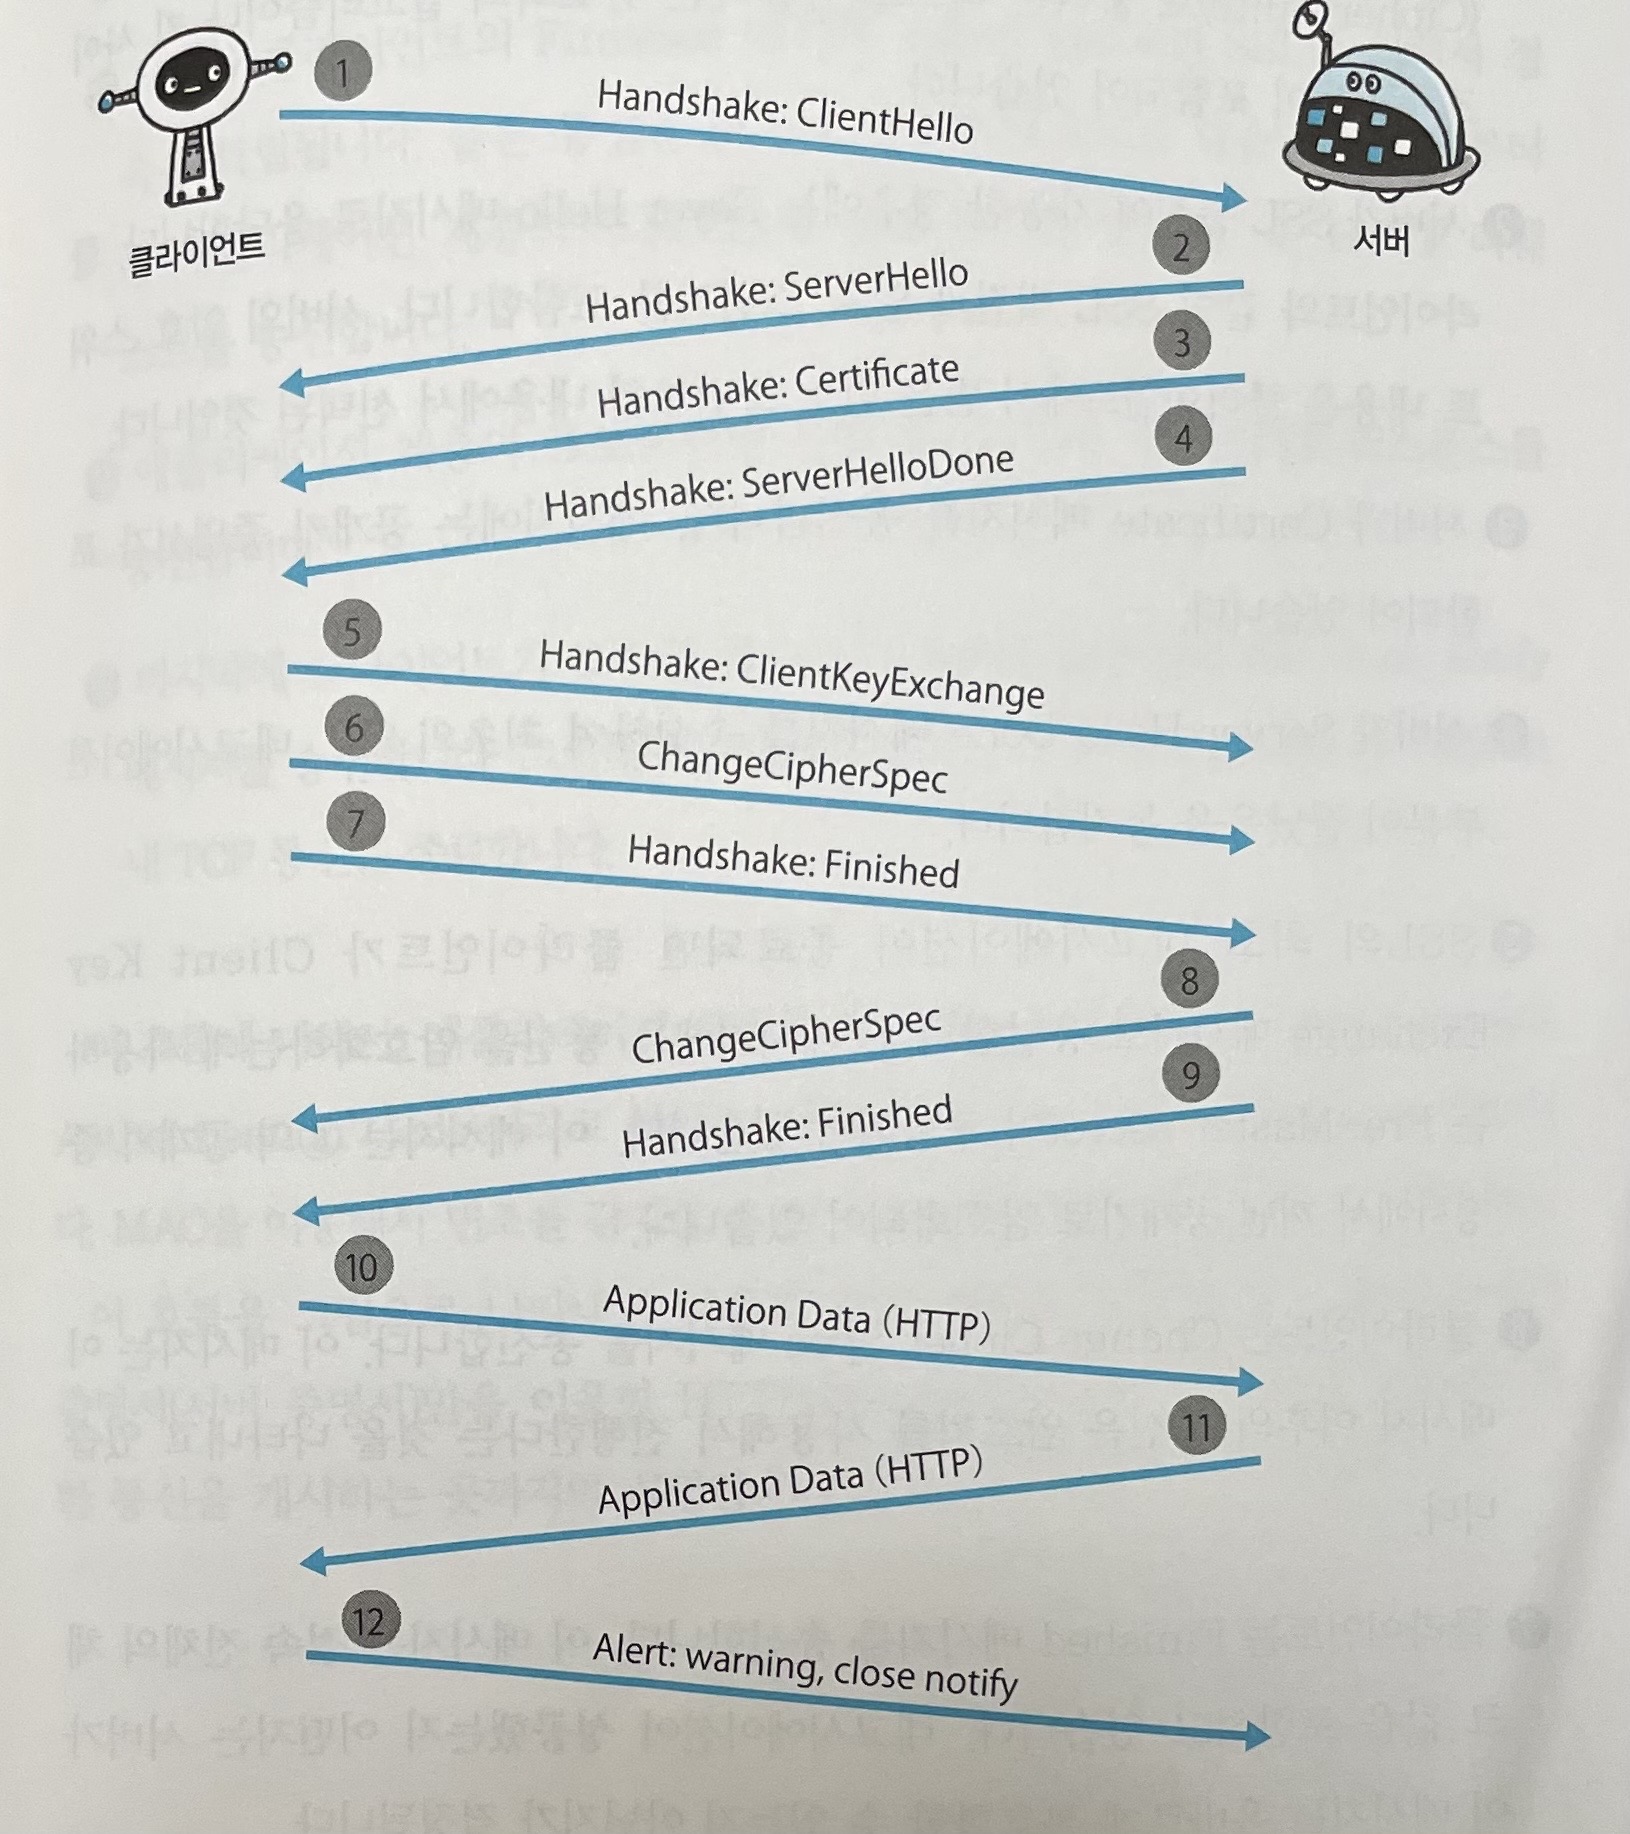 1
Handshake: ClientHello
클라이언트
서버
2
Handshake: ServerHello
3
Handshake: Certificate
4
Handshake: ServerHelloDone
5
Handshake: ClientKeyExchange
6
ChangeCipherSpec
7
Handshake: Finished
8
ChangeCipherSpec
9
Handshake: Finished
10
Application Data (HTTP)
11
Application Data (HTTP)
12
Alert: warning, close notify